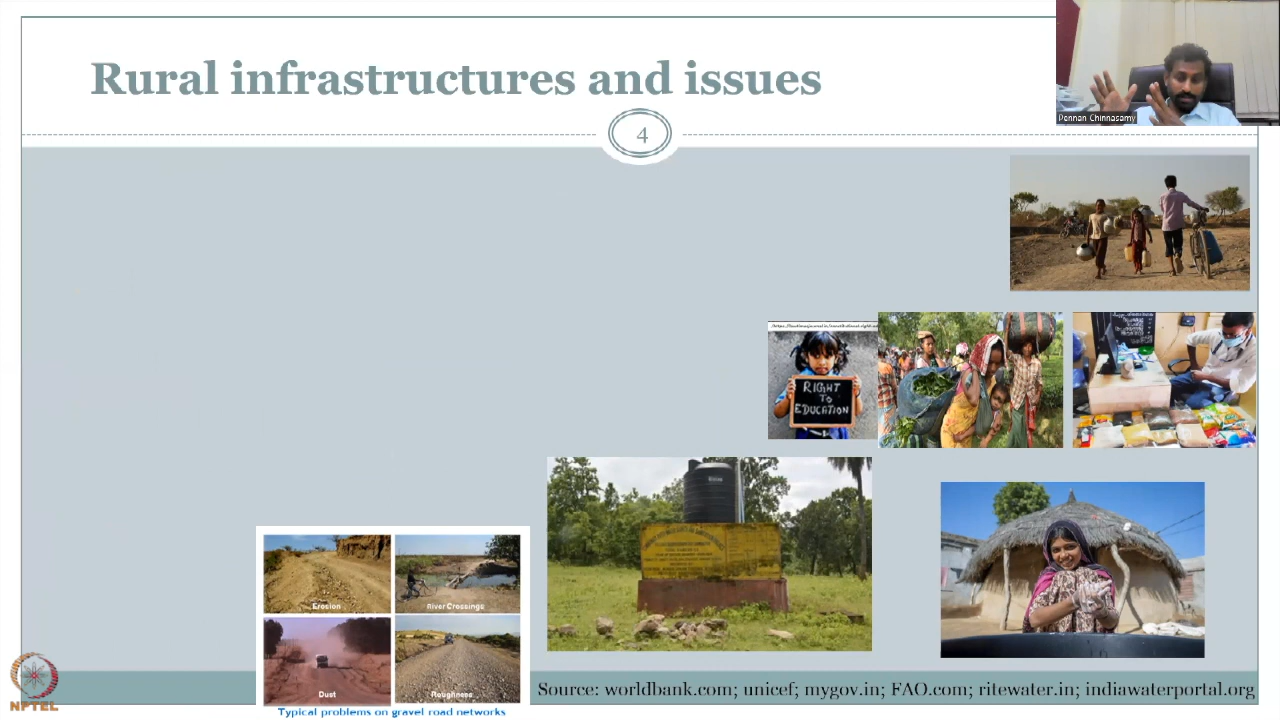 Rural infrastructures and issues
4
Pennan Chinnasamy
RIGHT
TO
EDUCATION
Erosion
River Crossings
Dust
Roughness
Typical problems on gravel road networks
Source: worldbank.com; unicef; mygov.in; FAO.com; ritewater.in; indiawaterportal.org
NPTEL